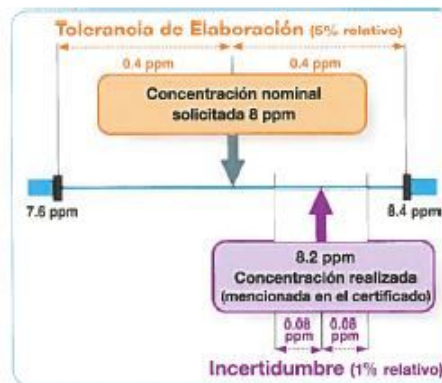 Tolerancia de Elaboración (5% relativo)
0.4 ppm 0.4 ppm
Concentración nominal
solicitada 8 ppm
7.6 ppm 8.4 ppm
8.2 ppm
Concentración realizada
(mencionada en el certificado)
0.08 0.08
ppm ppm
Incertidumbre (1% relativo)